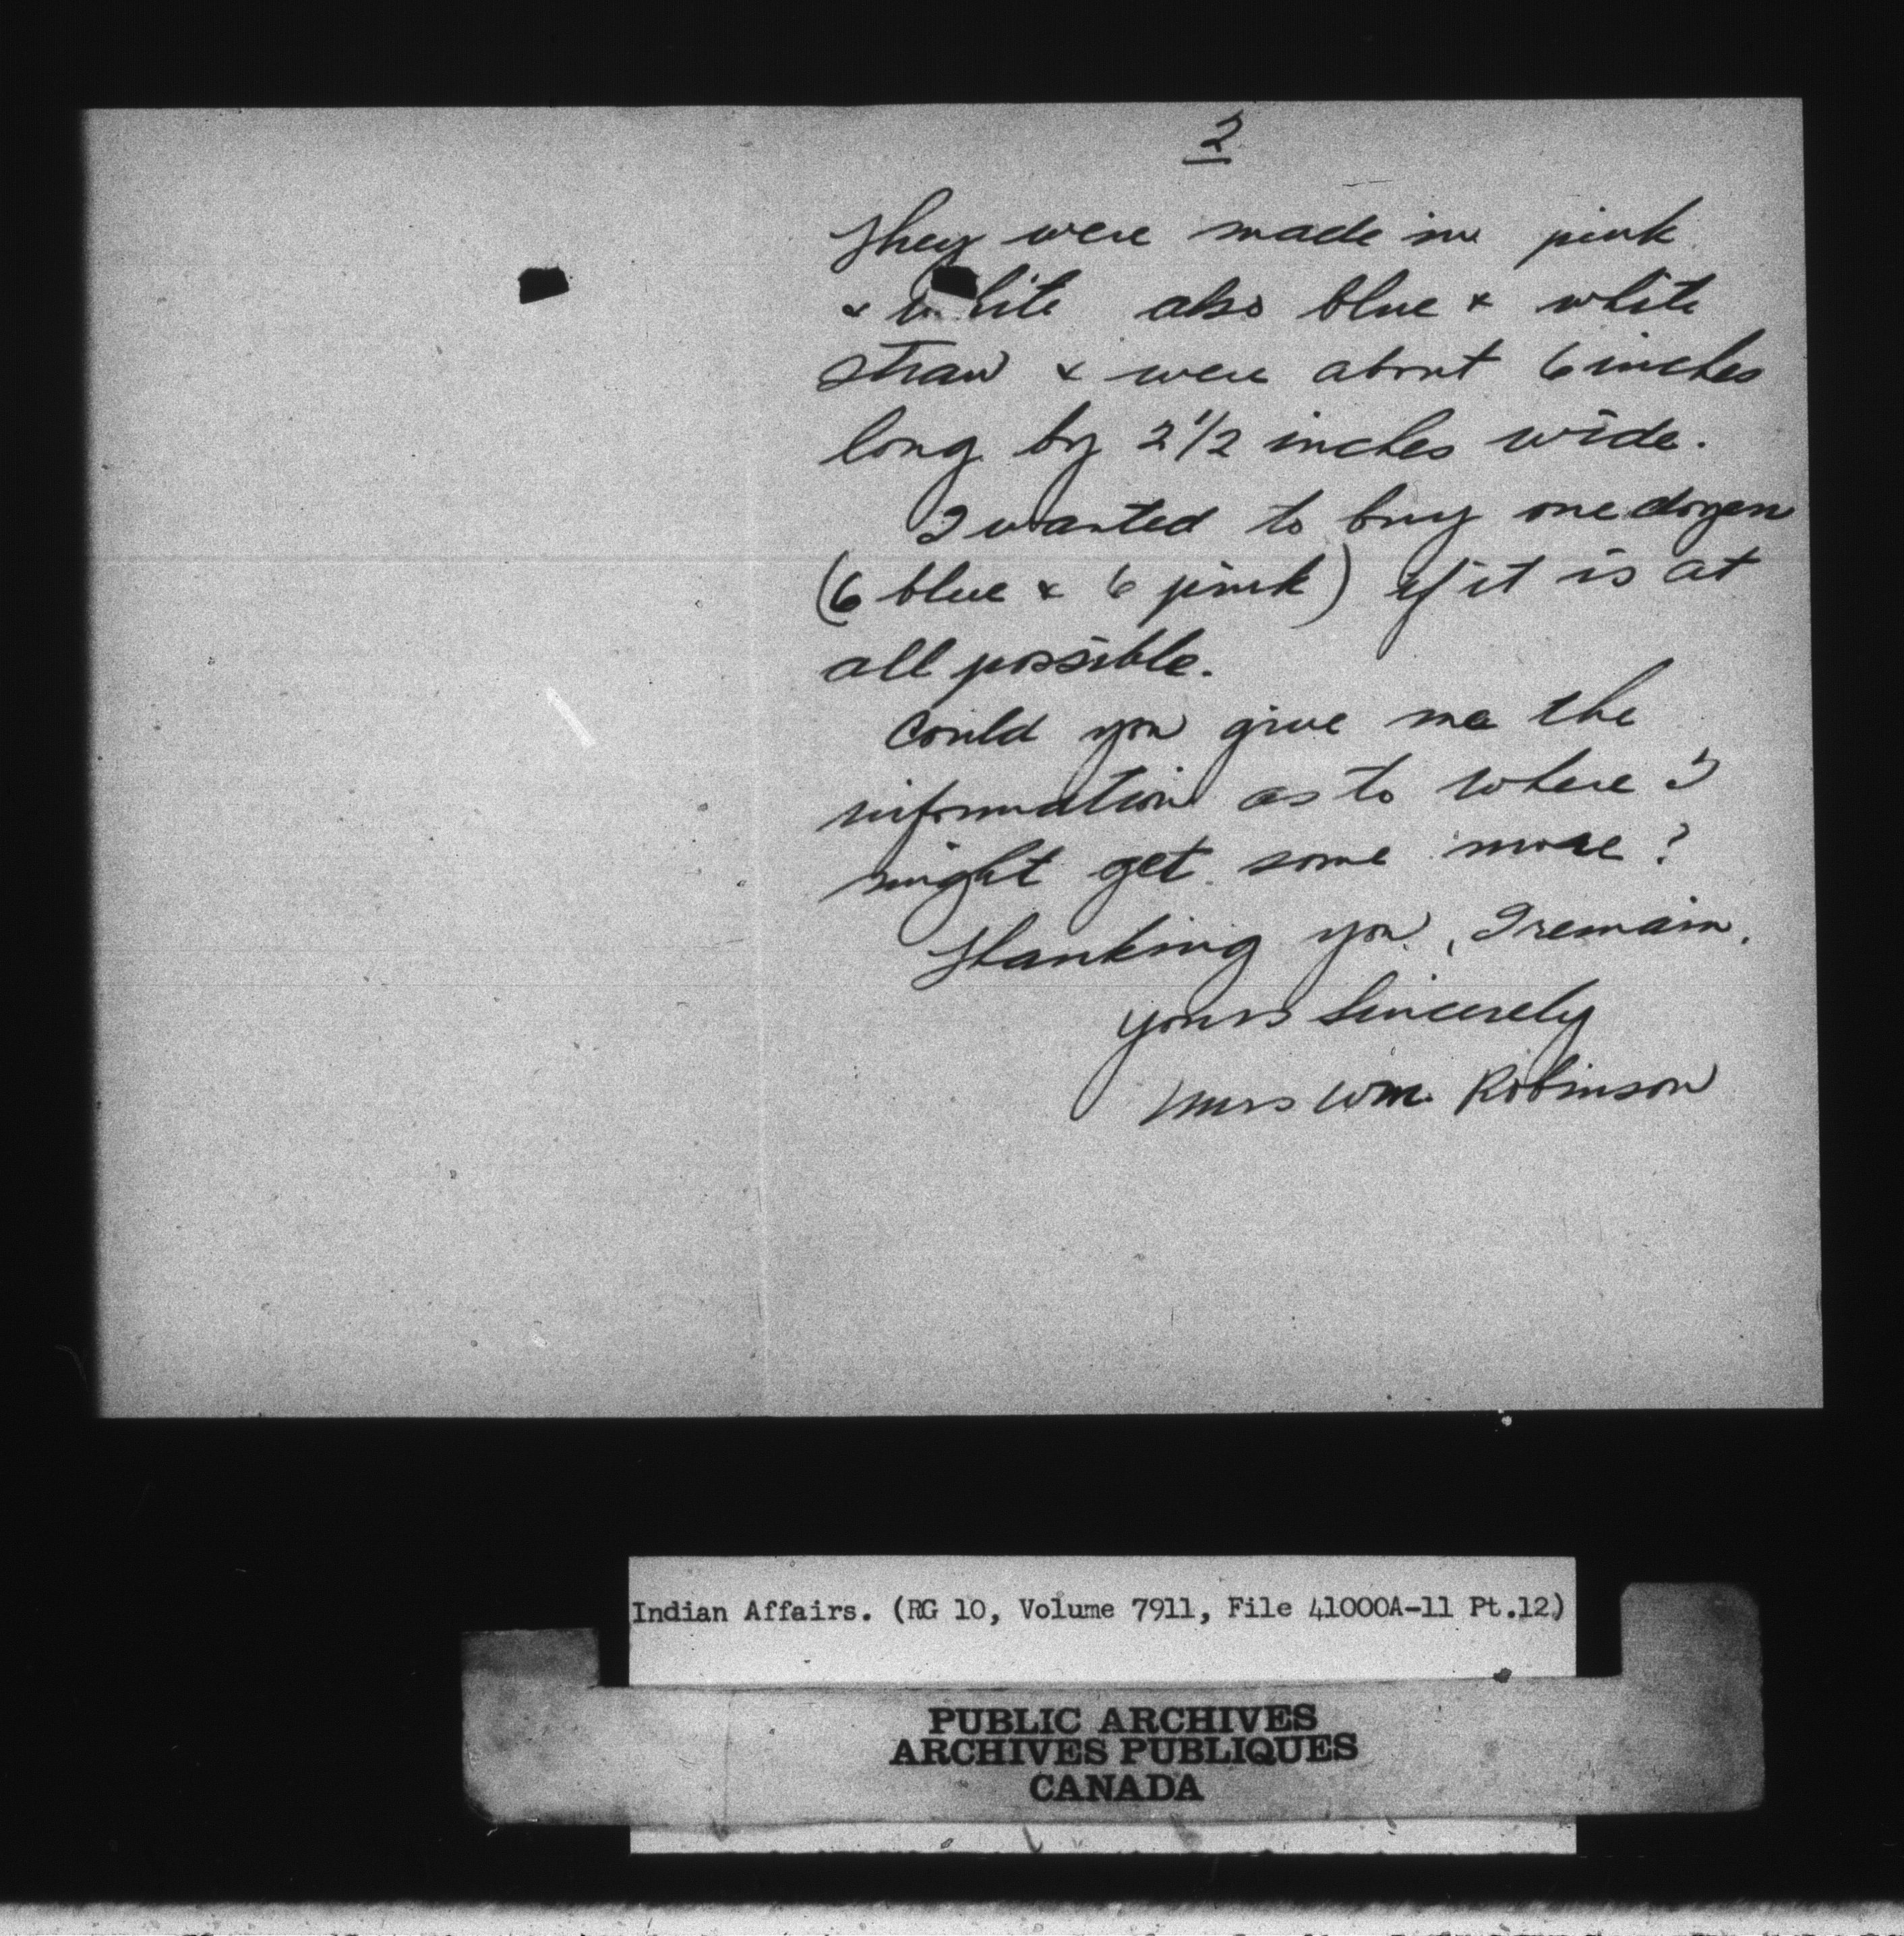 2
They were made in pink
& white also blue & white
straw & were about 6 inches
long by 2 1/2 inches wide.
I wanted to buy one dozen
(6 blue & 6 pink) if it is at
all possible.
Could you give me the
information as to where I
might get some more?
Thanking you, I remain,
yours sincerely
Mrs Wm. Robinson
Indian Affairs. (RG 10, Volume 7911, File 41000A-11 Pt.12)
PUBLIC ARCHIVES
ARCHIVES PUBLIQUES
CANADA